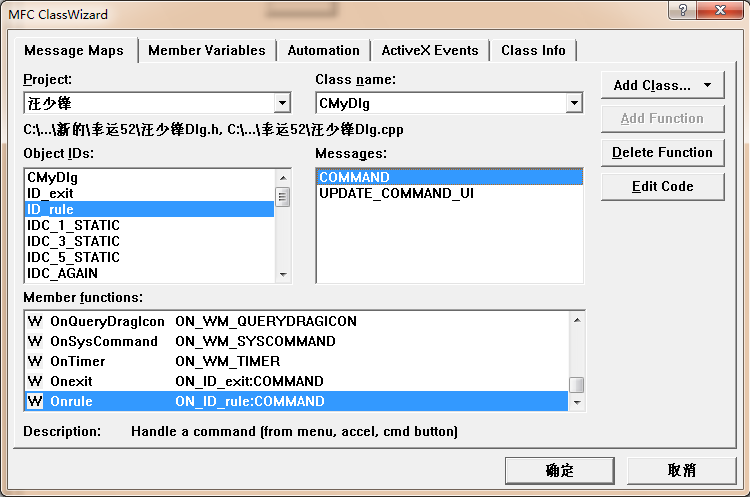 MFC ClassWizard
Message Maps Member Variables Automation ActiveX Events Class Info
Project: Class name:
汪少锋 CMyDlg Add Class...
Add Function
C:\...\新的\幸运52\汪少锋Dlg.h, C:\...\幸运52\汪少锋Dlg.cpp
Object IDs: Messages: Delete Function
CMyDlg COMMAND Edit Code
ID_exit UPDATE_COMMAND_UI
ID_rule
IDC_1_STATIC
IDC_3_STATIC
IDC_5_STATIC
IDC_AGAIN
Member functions:
W OnQueryDragIcon ON_WM_QUERYDRAGICON
W OnSysCommand ON_WM_SYSCOMMAND
W OnTimer ON_WM_TIMER
W Onexit ON_ID_exit:COMMAND
W Onrule ON_ID_rule:COMMAND
Description: Handle a command (from menu, accel, cmd button)
确定 取消